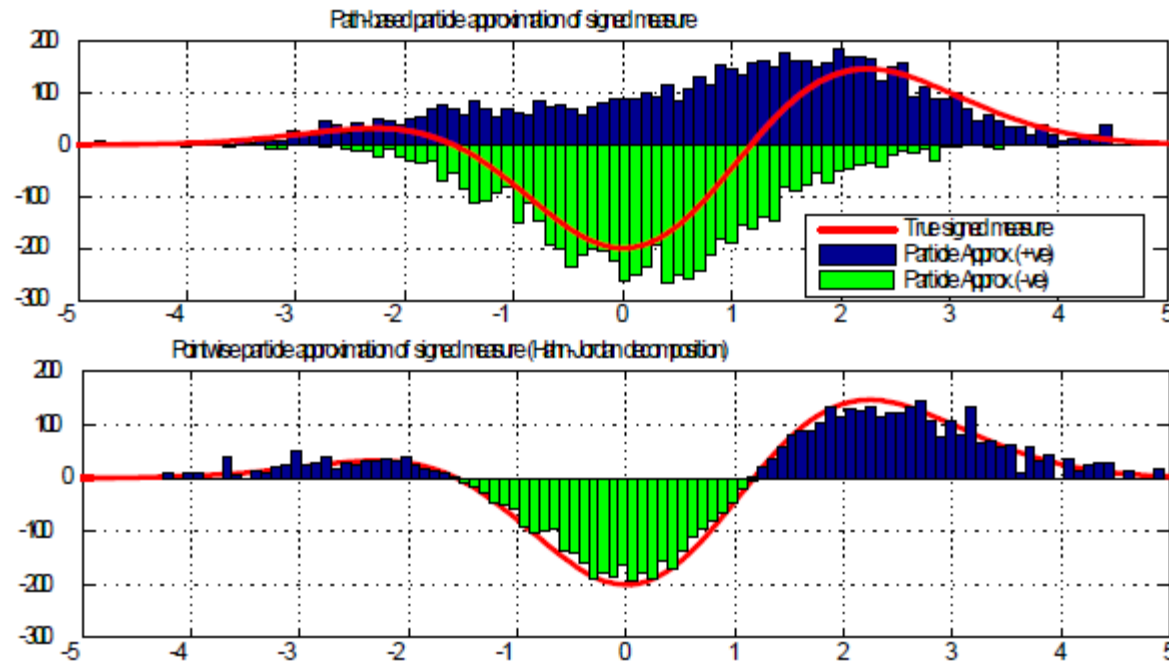 Path-based particle approximation of signed measure
200
100
0
-100
-200
-300
True signed measure
Particle Approx. (+ve)
Particle Approx. (-ve)
-5 -4 -3 -2 -1 0 1 2 3 4 5
Pointwise particle approximation of signed measure (Hahn-Jordan decomposition)
200
100
0
-100
-200
-300
-5 -4 -3 -2 -1 0 1 2 3 4 5